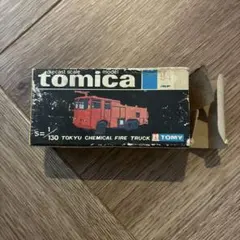 diecast scale model
tomica
S=1/130 TOKYU CHEMICAL FIRE TRUCK TOMY